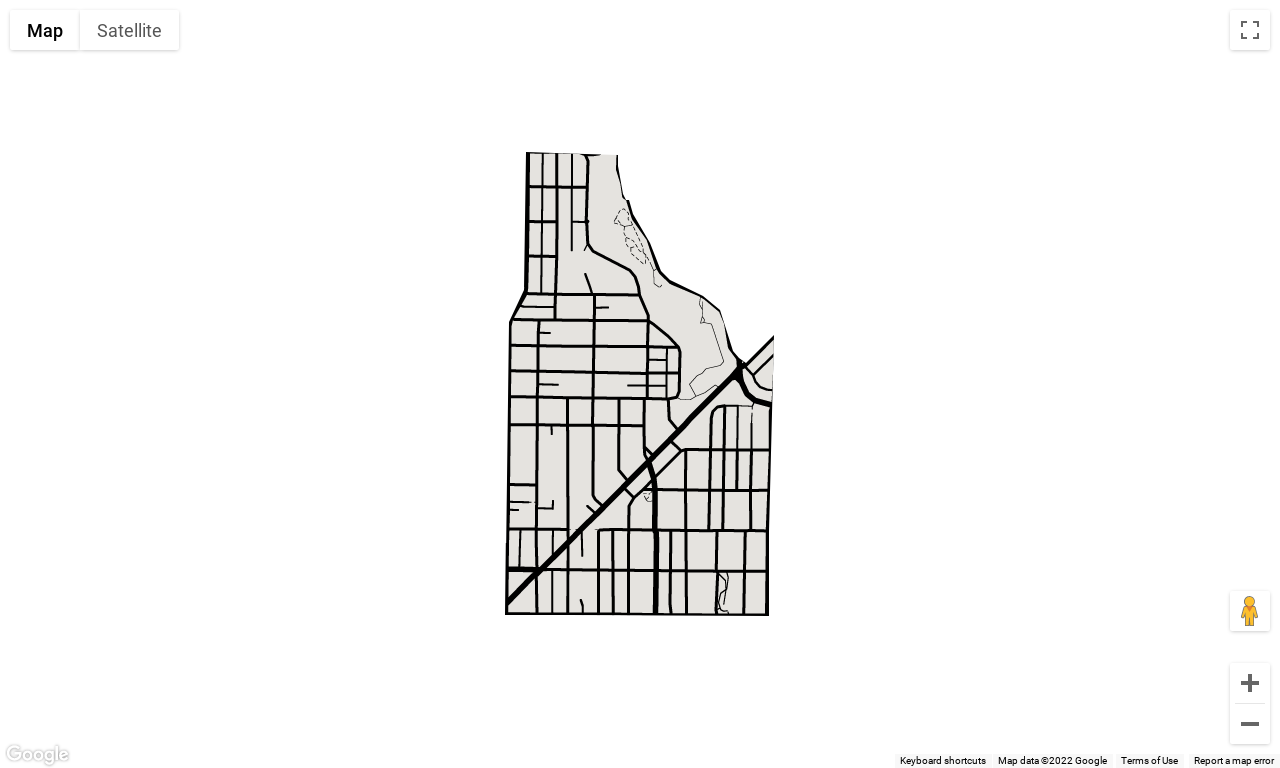 Map Satellite
Google
Keyboard shortcuts Map data ©2022 Google Terms of Use Report a map error